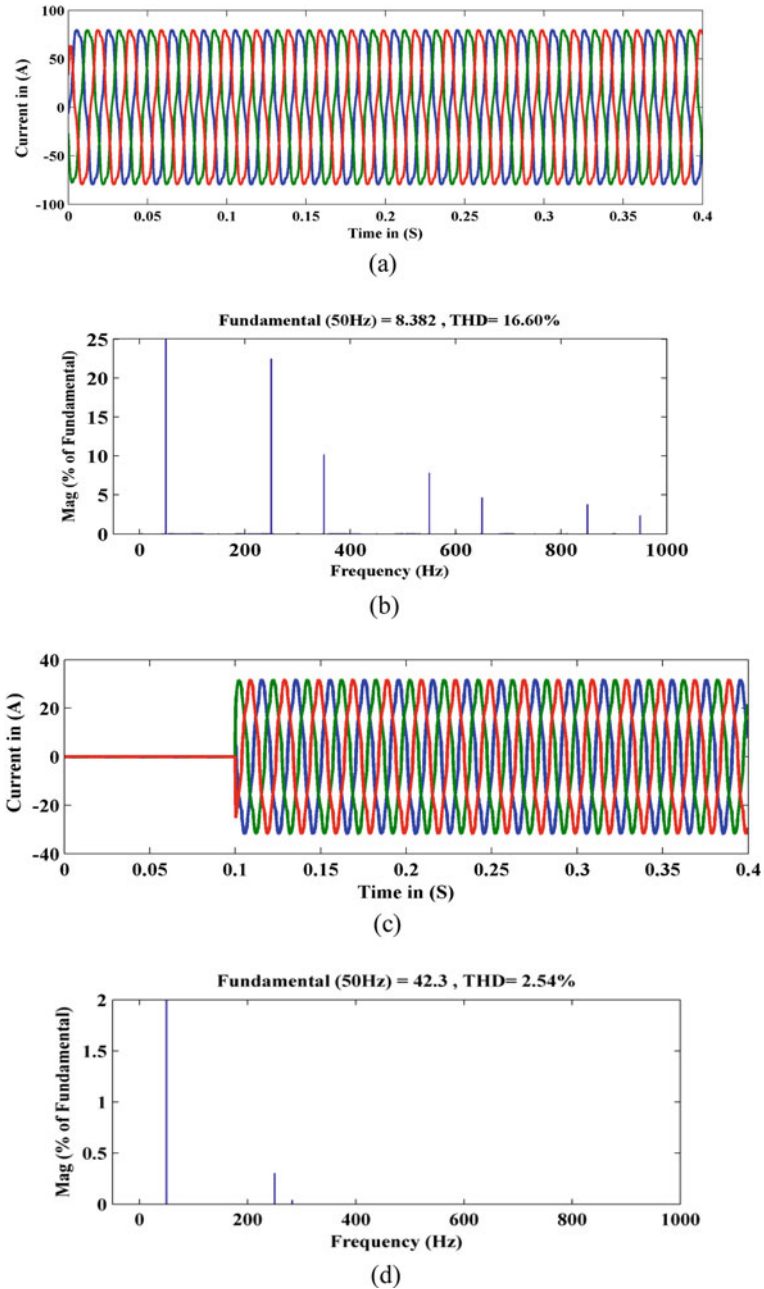 100
50
0
-50
-100
Current in (A)
0 0.05 0.1 0.15 0.2 0.25 0.3 0.35 0.4
Time in (S)
(a)
Fundamental (50Hz) = 8.382 , THD= 16.60%
25
20
15
10
5
0
Mag (% of Fundamental)
0 200 400 600 800 1000
Frequency (Hz)
(b)
40
20
0
-20
-40
Current in (A)
0 0.05 0.1 0.15 0.2 0.25 0.3 0.35 0.4
Time in (S)
(c)
Fundamental (50Hz) = 42.3 , THD= 2.54%
2
1.5
1
0.5
0
Mag (% of Fundamental)
0 200 400 600 800 1000
Frequency (Hz)
(d)